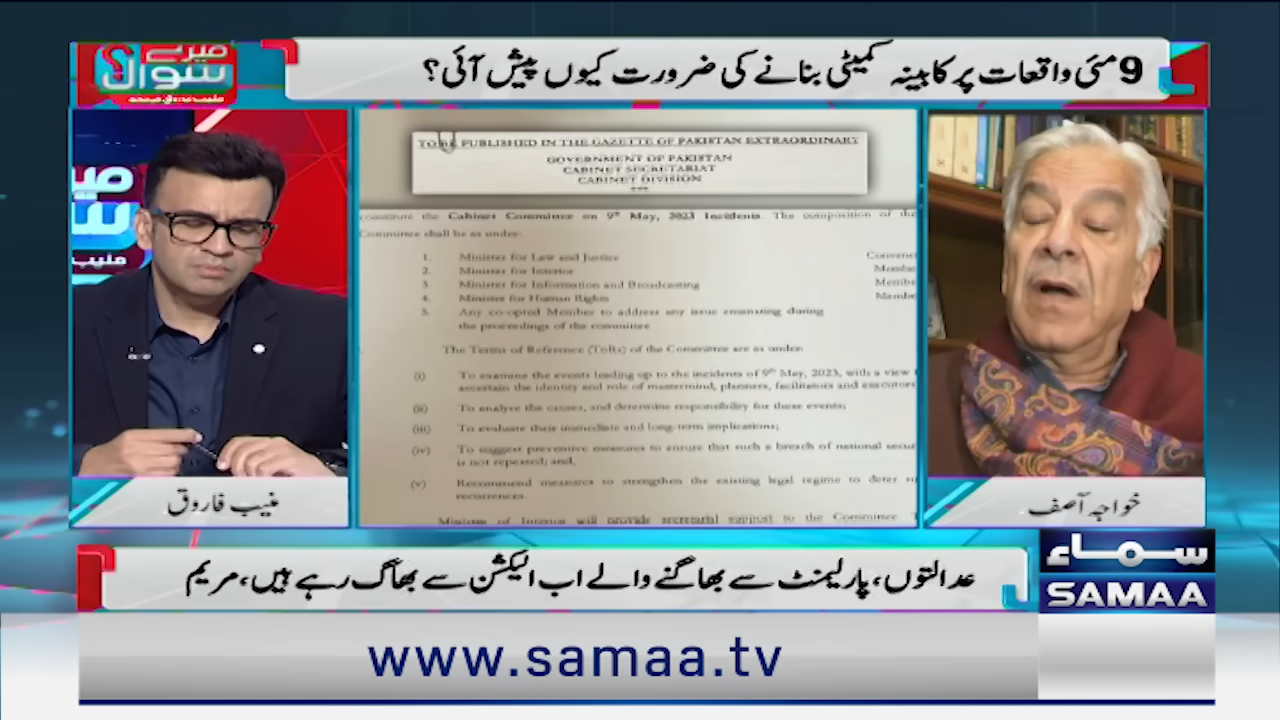 میرے
سوال
9 مئی واقعات پر کابینہ کمیٹی بنانے کی ضرورت کیوں پیش آئی؟
TO BE PUBLISHED IN THE GAZETTE OF PAKISTAN EXTRAORDINARY
GOVERNMENT OF PAKISTAN
CABINET SECRETARIAT
CABINET DIVISION
***
constitute the Cabinet Committee on 9th May, 2023 Incidents. The composition of the
Committee shall be as under:
1. Minister for Law and Justice Convener
2. Minister for Interior Membe
3. Minister for Information and Broadcasting Membe
4. Minister for Human Rights Membe
5. Any co-opted Member to address any issue emanating during
the proceedings of the committee
The Terms of Reference (ToRs) of the Committee are as under:
(i) To examine the events leading up to the incidents of 9th May, 2023, with a view
ascertain the identity and role of mastermind, planners, facilitators and executors
(ii) To analyse the causes, and determine responsibility for these events;
(iii) To evaluate their immediate and long-term implications;
(iv) To suggest preventive measures to ensure that such a breach of national secur
is not repeated; and,
(v) Recommend measures to strengthen the existing legal regime to deter
recurrences.
Ministry of Interior will provide secretarial support to the Committee
منیب فاروق
خواجہ آصف
عدالتوں، پارلیمنٹ سے بھاگنے والے اب الیکشن سے بھاگ رہے ہیں، مریم
سماء
SAMAA
www.samaa.tv